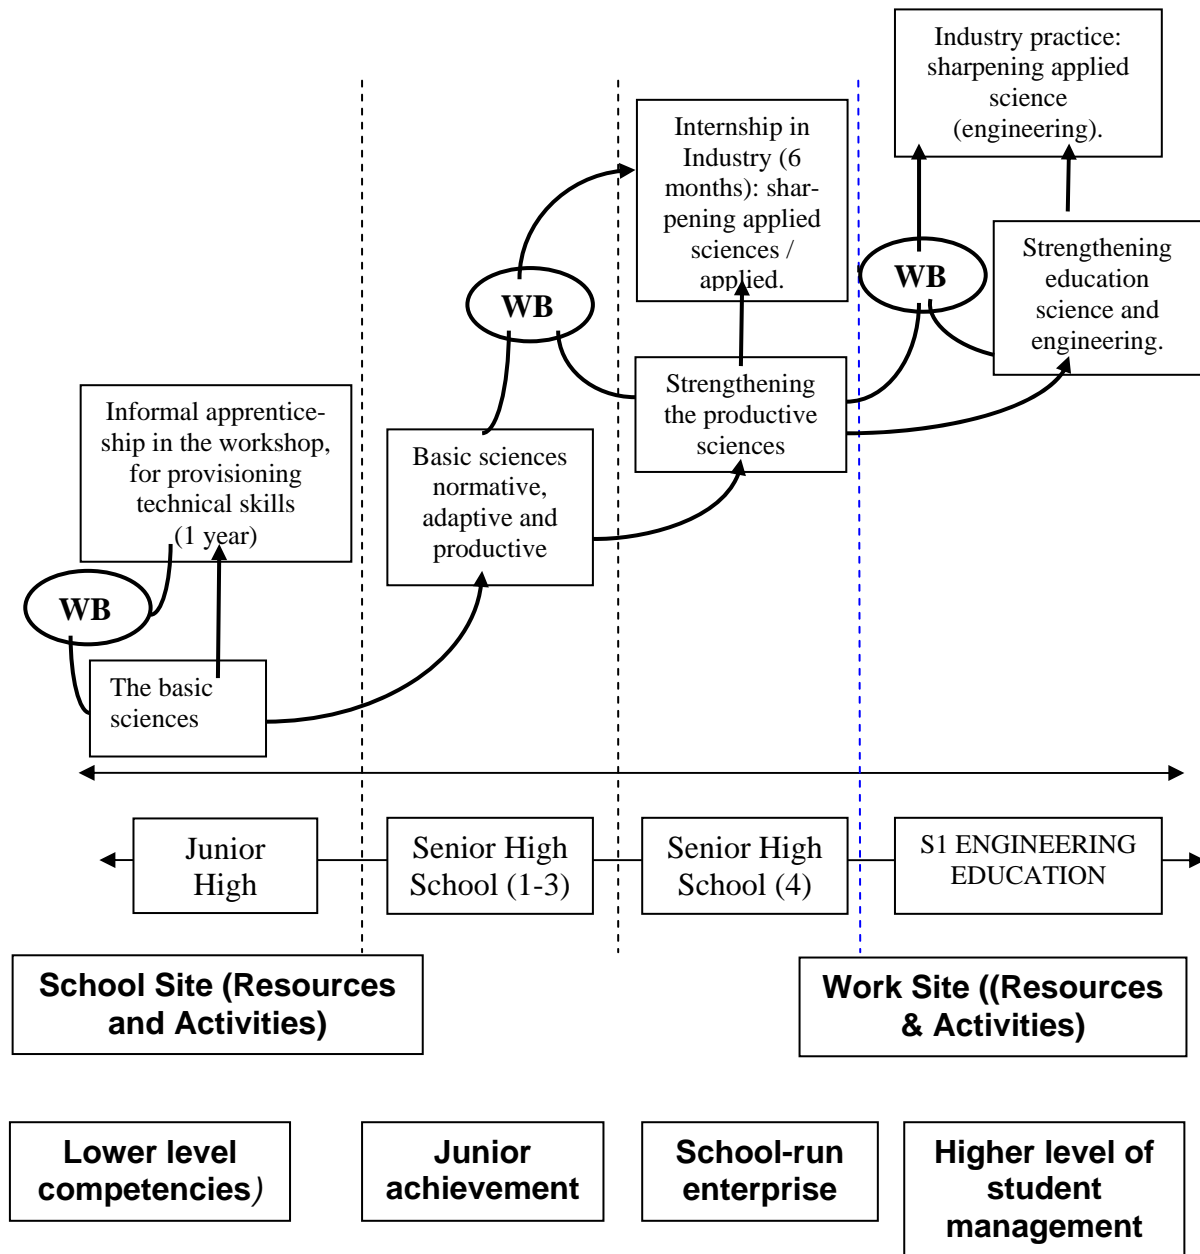 Industry practice:
sharpening applied
science
(engineering).
Internship in
Industry (6
months): shar-
pening applied
sciences /
applied.
WB
Strengthening
education
science and
engineering.
WB
Strengthening
the productive
sciences
Informal apprentice-
ship in the workshop,
for provisioning
technical skills
(1 year)
Basic sciences
normative,
adaptive and
productive
WB
The basic
sciences
Junior
High
Senior High
School (1-3)
Senior High
School (4)
S1 ENGINEERING
EDUCATION
School Site (Resources
and Activities)
Work Site ((Resources
& Activities)
Lower level
competencies)
Junior
achievement
School-run
enterprise
Higher level of
student
management